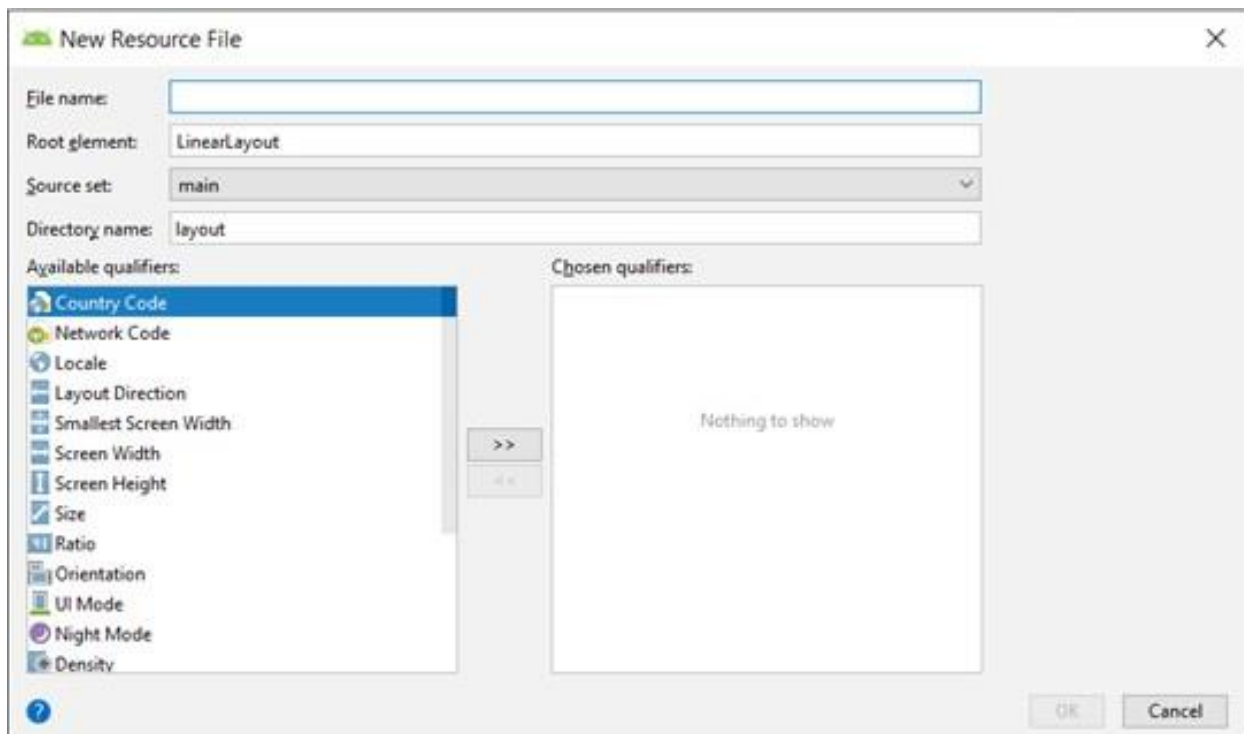 New Resource File
File name:
Root element: LinearLayout
Source set: main
Directory name: layout
Available qualifiers:
Chosen qualifiers:
Country Code
Network Code
Locale
Layout Direction
Smallest Screen Width
Screen Width
Screen Height
Size
Ratio
Orientation
UI Mode
Night Mode
Density
>>
<<
Nothing to show
?
OK
Cancel